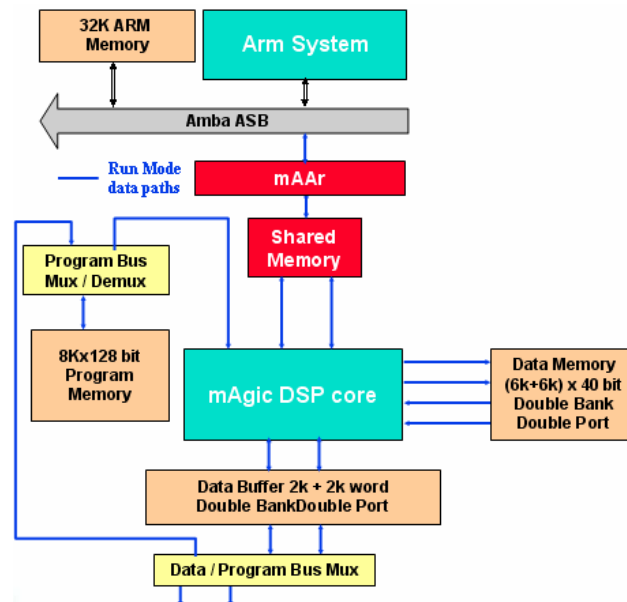 32K ARM
Memory
Arm System
Amba ASB
Run Mode
data paths
mAAr
Shared
Memory
Program Bus
Mux / Demux
8Kx128 bit
Program
Memory
mAgic DSP core
Data Memory
(6k+6k) x 40 bit
Double Bank
Double Port
Data Buffer 2k + 2k word
Double BankDouble Port
Data / Program Bus Mux